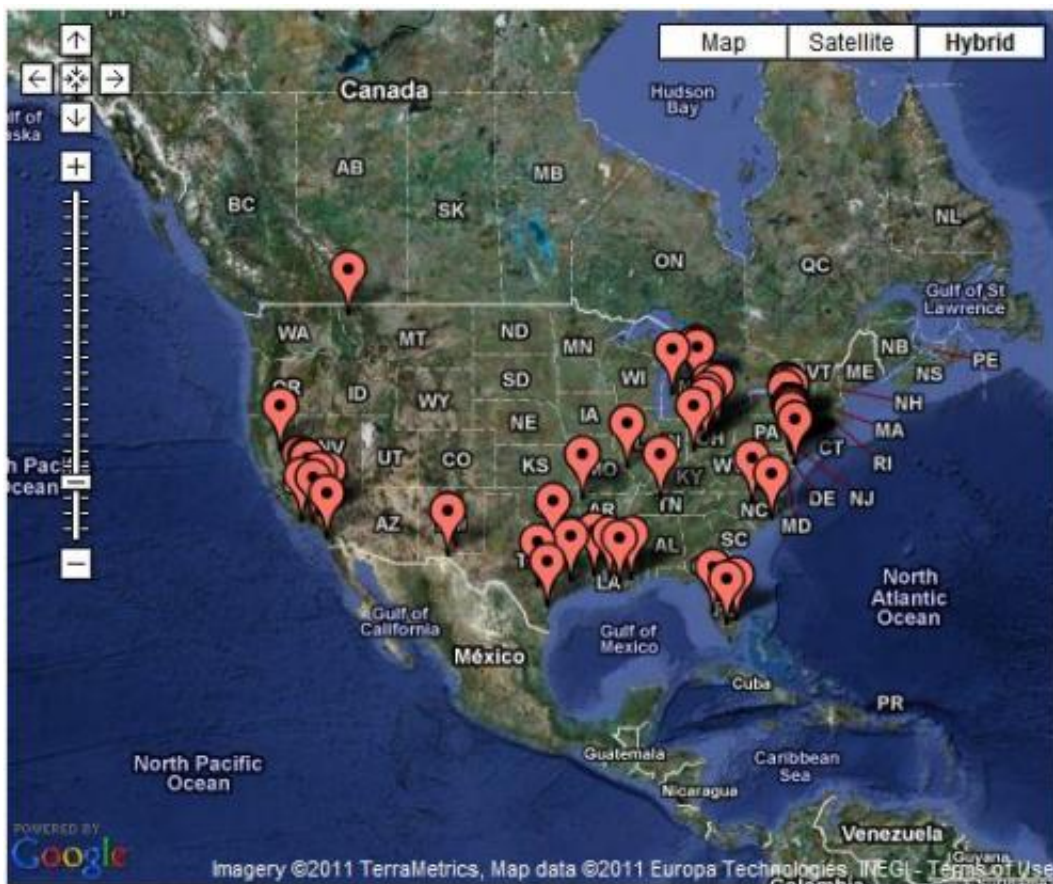 Map
Satellite
Hybrid
Canada
Hudson
Bay
AB
MB
BC
SK
NL
ON
QC
Gulf of St
Lawrence
WA
MT
ND
MN
NB
PE
VT
ME
NS
ID
SD
WI
WY
NH
IA
NE
PA
MA
NV
UT
CO
KS
CT
RI
KY
DE
NJ
AZ
AR
TN
NC
MD
AL
SC
LA
North
Atlantic
Ocean
Gulf of
California
Gulf of
Mexico
México
Cuba
PR
Guatemala
Caribbean
Sea
North Pacific
Ocean
Nicaragua
Venezuela
POWERED BY
Google
Imagery ©2011 TerraMetrics, Map data ©2011 Europa Technologies, INEGI - Terms of Use